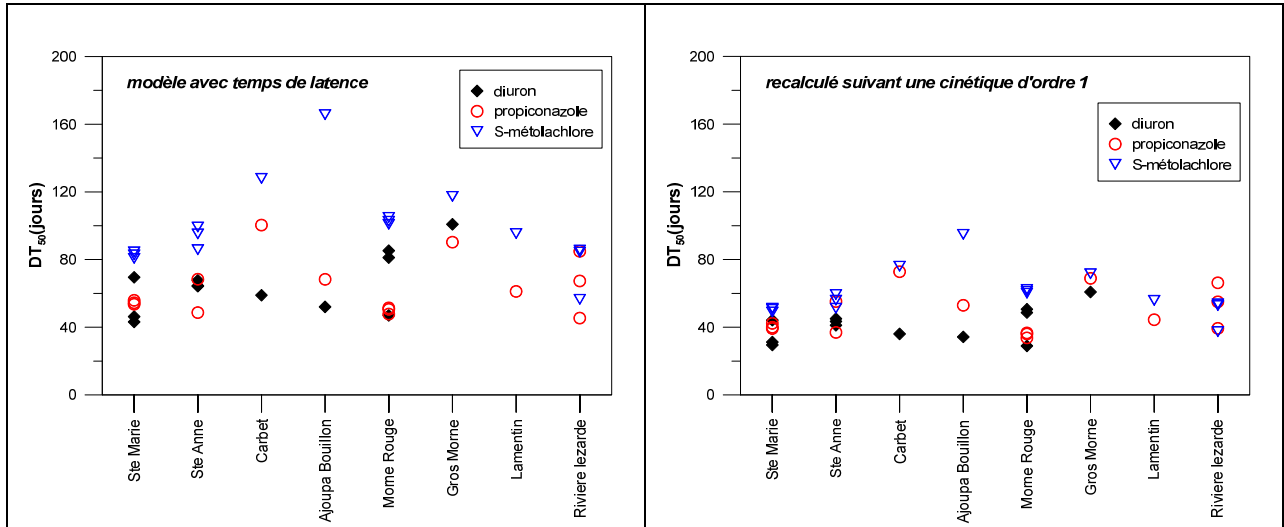 modèle avec temps de latence
diuron
propiconazole
S-métolachlore
DT50(jours)
200
160
120
80
40
0
Ste Marie
Ste Anne
Carbet
Ajoupa Bouillon
Morne Rouge
Gros Morne
Lamentin
Riviere lezarde
recalculé suivant une cinétique d'ordre 1
diuron
propiconazole
S-métolachlore
DT50(jours)
200
160
120
80
40
0
Ste Marie
Ste Anne
Carbet
Ajoupa Bouillon
Morne Rouge
Gros Morne
Lamentin
Riviere lezarde